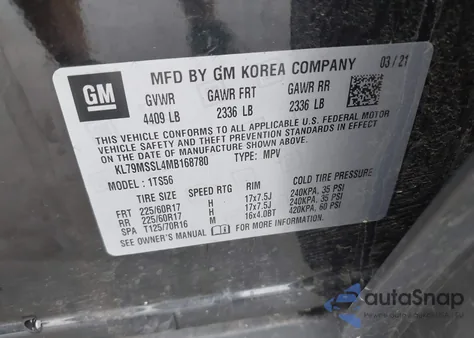 GM
MFD BY GM KOREA COMPANY
03/21
GVWR GAWR FRT GAWR RR
4409 LB 2336 LB 2336 LB
THIS VEHICLE CONFORMS TO ALL APPLICABLE U.S. FEDERAL MOTOR
VEHICLE SAFETY AND THEFT PREVENTION STANDARDS IN EFFECT
ON THE DATE OF MANUFACTURE SHOWN ABOVE.
KL79MSSL4MB168780 TYPE: MPV
MODEL: 1TS56
TIRE SIZE SPEED RTG RIM COLD TIRE PRESSURE
FRT 225/60R17 H 17x7.5J 240KPA, 35 PSI
RR 225/60R17 H 17x7.5J 240KPA, 35 PSI
SPA T125/70R16 M 16x4.0BT 420KPA, 60 PSI
SEE OWNER'S MANUAL FOR MORE INFORMATION.
autoSnap